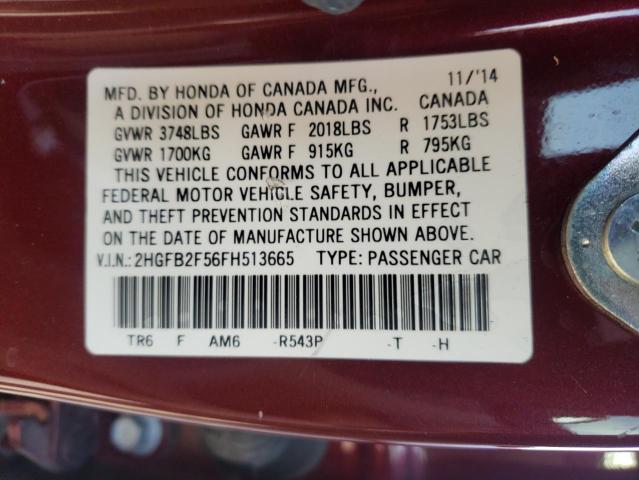 MFD. BY HONDA OF CANADA MFG., 11/'14
A DIVISION OF HONDA CANADA INC. CANADA
GVWR 3748LBS GAWR F 2018LBS R 1753LBS
GVWR 1700KG GAWR F 915KG R 795KG
THIS VEHICLE CONFORMS TO ALL APPLICABLE
FEDERAL MOTOR VEHICLE SAFETY, BUMPER,
AND THEFT PREVENTION STANDARDS IN EFFECT
ON THE DATE OF MANUFACTURE SHOWN ABOVE.
V.I.N.: 2HGFB2F56FH513665 TYPE: PASSENGER CAR
TR6 F AM6 -R543P -T -H